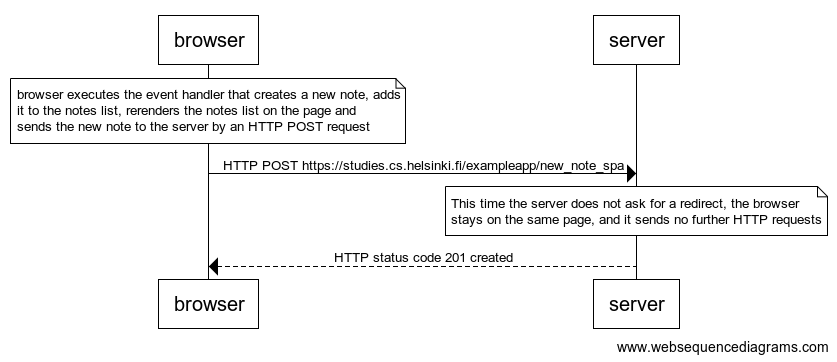 browser
server
browser executes the event handler that creates a new note, adds
it to the notes list, rerenders the notes list on the page and
sends the new note to the server by an HTTP POST request
HTTP POST https://studies.cs.helsinki.fi/exampleapp/new_note_spa
This time the server does not ask for a redirect, the browser
stays on the same page, and it sends no further HTTP requests
HTTP status code 201 created
browser
server
www.websequencediagrams.com